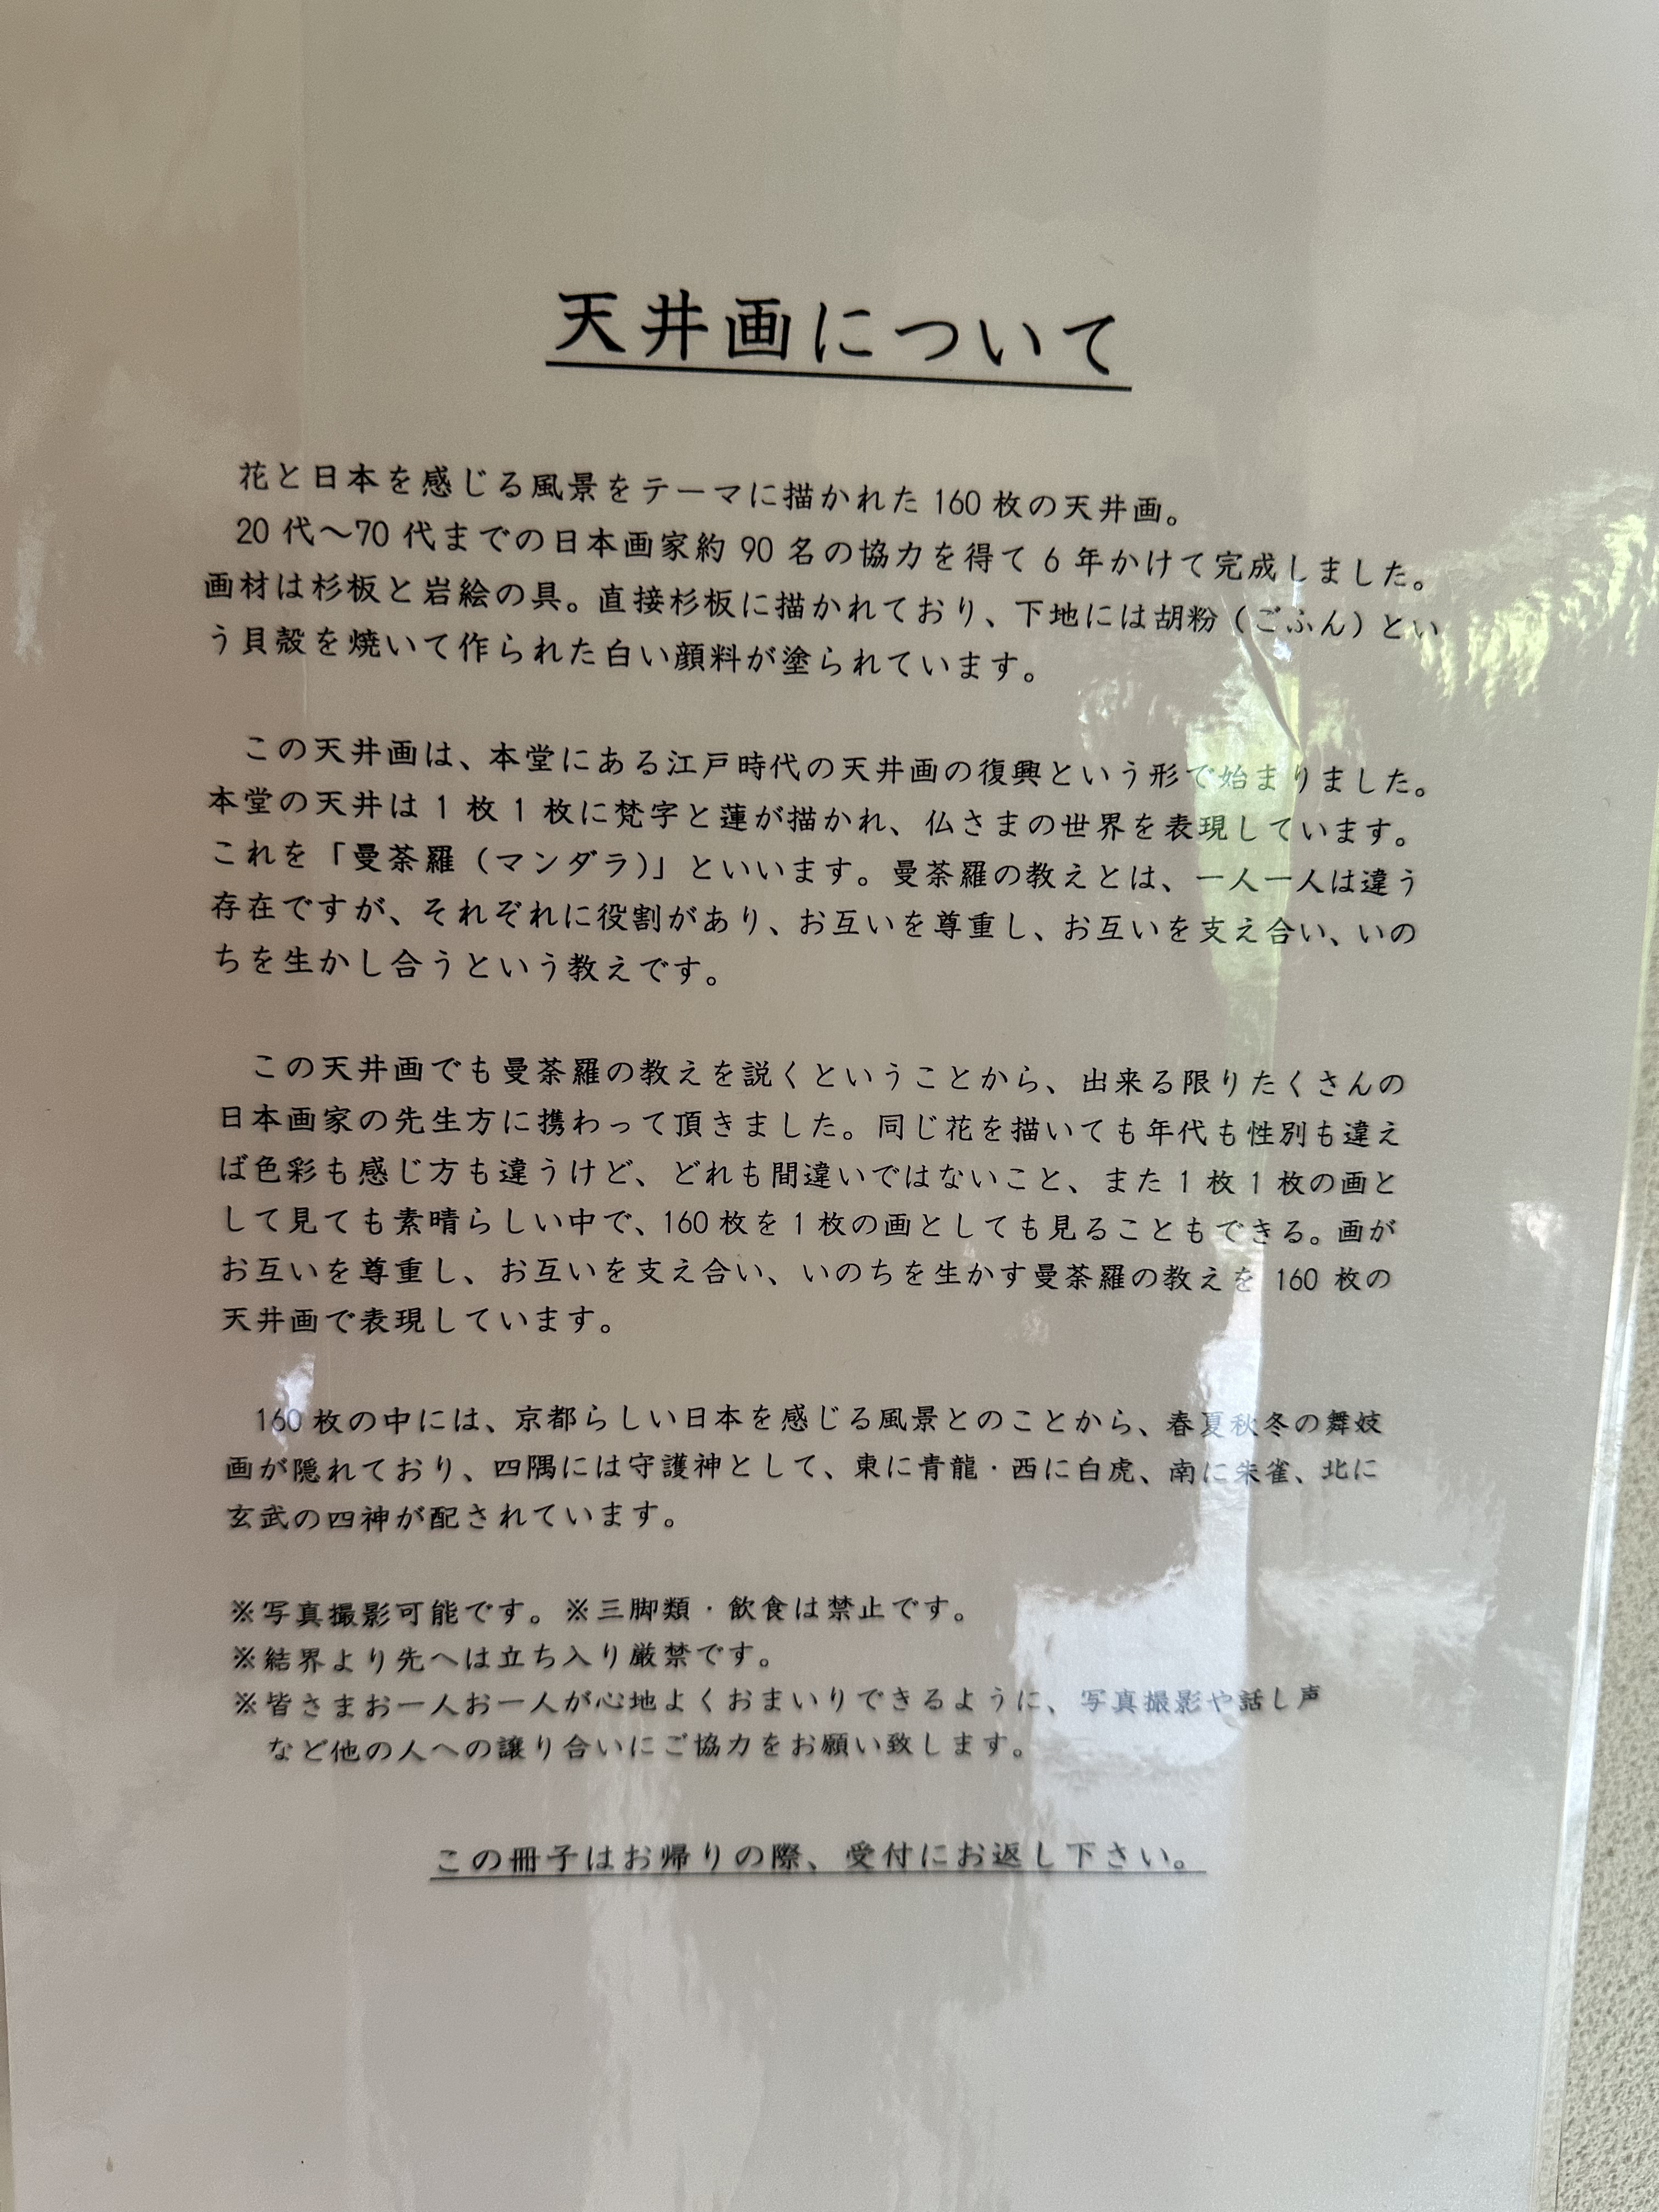 天井画について
花と日本を感じる風景をテーマに描かれた 160 枚の天井画。
20 代～70 代までの日本画家約 90 名の協力を得て 6 年かけて完成しました。
画材は杉板と岩絵の具。直接杉板に描かれており、下地には胡粉（ごふん）とい
う貝殻を焼いて作られた白い顔料が塗られています。
この天井画は、本堂にある江戸時代の天井画の復興という形で始まりました。
本堂の天井は 1 枚 1 枚に梵字と蓮が描かれ、仏さまの世界を表現しています。
これを「曼荼羅（マンダラ）」といいます。曼荼羅の教えとは、一人一人は違う
存在ですが、それぞれに役割があり、お互いを尊重し、お互いを支え合い、いの
ちを生かし合うという教えです。
この天井画でも曼荼羅の教えを説くということから、出来る限りたくさんの
日本画家の先生方に携わって頂きました。同じ花を描いても年代も性別も違え
ば色彩も感じ方も違うけど、どれも間違いではないこと、また 1 枚 1 枚の画と
して見ても素晴らしい中で、160 枚を 1 枚の画としても見ることもできる。画が
お互いを尊重し、お互いを支え合い、いのちを生かす曼荼羅の教えを 160 枚の
天井画で表現しています。
160 枚の中には、京都らしい日本を感じる風景とのことから、春夏秋冬の舞妓
画が隠れており、四隅には守護神として、東に青龍・西に白虎、南に朱雀、北に
玄武の四神が配されています。
※写真撮影可能です。※三脚類・飲食は禁止です。
※結界より先へは立ち入り厳禁です。
※皆さまお一人お一人が心地よくおまいりできるように、写真撮影や話し声
など他の人への譲り合いにご協力をお願い致します。
この冊子はお帰りの際、受付にお返し下さい。